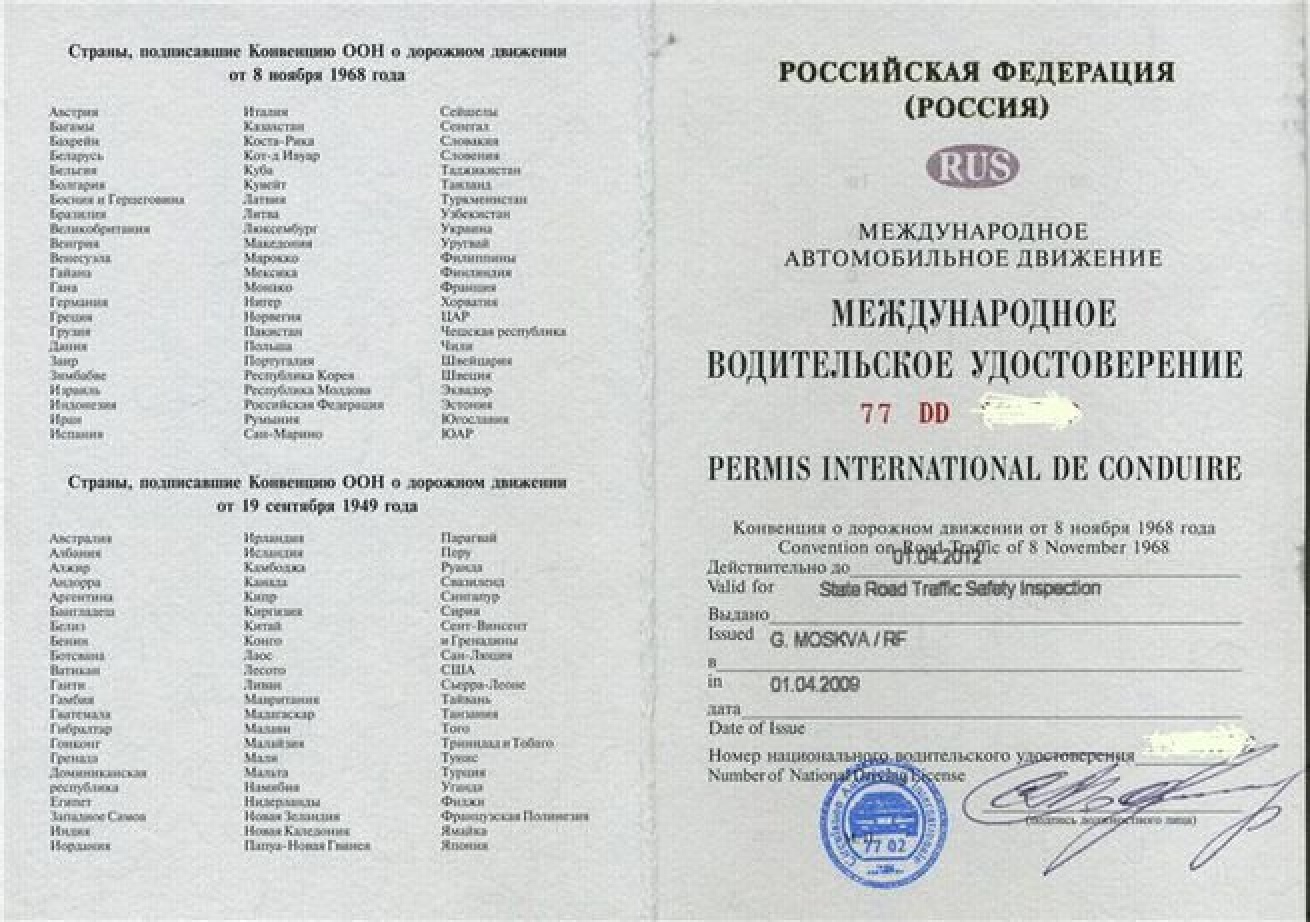 Страны, подписавшие Конвенцию ООН о дорожном движении
от 8 ноября 1968 года
Австрия
Багамы
Бахрейн
Беларусь
Бельгия
Болгария
Босния и Герцеговина
Бразилия
Великобритания
Венгрия
Венесуэла
Гайана
Гана
Германия
Греция
Грузия
Дания
Заир
Зимбабве
Израиль
Индонезия
Иран
Испания
Италия
Казахстан
Коста-Рика
Кот-д Ивуар
Куба
Кувейт
Латвия
Литва
Люксембург
Македония
Марокко
Мексика
Монако
Нигер
Норвегия
Пакистан
Польша
Португалия
Республика Корея
Республика Молдова
Российская Федерация
Румыния
Сан-Марино
Сейшелы
Сенегал
Словакия
Словения
Таджикистан
Таиланд
Туркменистан
Узбекистан
Украина
Уругвай
Филиппины
Финляндия
Франция
Хорватия
ЦАР
Чешская республика
Чили
Швейцария
Швеция
Эквадор
Эстония
Югославия
ЮАР
Страны, подписавшие Конвенцию ООН о дорожном движении
от 19 сентября 1949 года
Австралия
Албания
Алжир
Андорра
Аргентина
Бангладеш
Белиз
Бенин
Ботсвана
Ватикан
Гаити
Гамбия
Гватемала
Гибралтар
Гонконг
Гренада
Доминиканская
республика
Египет
Западное Самоа
Индия
Иордания
Ирландия
Исландия
Камбоджа
Канада
Кипр
Киргизия
Китай
Конго
Лаос
Лесото
Ливан
Мавритания
Мадагаскар
Малави
Малайзия
Мали
Мальта
Намибия
Нидерланды
Новая Зеландия
Новая Каледония
Папуа-Новая Гвинея
Парагвай
Перу
Руанда
Свазиленд
Сингапур
Сирия
Сент-Винсент
и Гренадины
Сан-Люция
США
Сьерра-Леоне
Тайвань
Танзания
Того
Тринидад и Тобаго
Тунис
Турция
Уганда
Фиджи
Французская Полинезия
Ямайка
Япония
РОССИЙСКАЯ ФЕДЕРАЦИЯ
(РОССИЯ)
RUS
МЕЖДУНАРОДНОЕ
АВТОМОБИЛЬНОЕ ДВИЖЕНИЕ
МЕЖДУНАРОДНОЕ
ВОДИТЕЛЬСКОЕ УДОСТОВЕРЕНИЕ
77 DD
PERMIS INTERNATIONAL DE CONDUIRE
Конвенция о дорожном движении от 8 ноября 1968 года
Convention on Road Traffic of 8 November 1968
01.04.2012
Действительно до
Valid for State Road Traffic Safety Inspection
Выдано
Issued G. MOSKVA / RF
в
in 01.04.2009
дата
Date of Issue
Номер национального водительского удостоверения
Number of National Driving License
(подпись должностного лица)
77 02